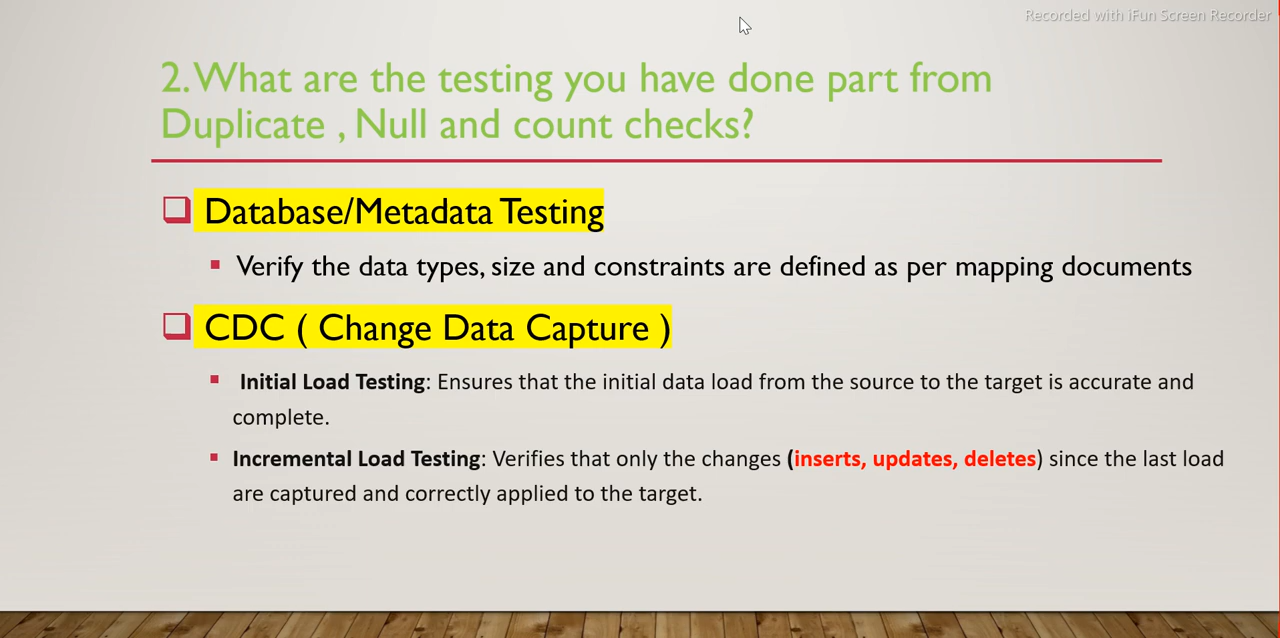 Recorded with iFun Screen Recorder
2. What are the testing you have done part from
Duplicate , Null and count checks?
Database/Metadata Testing
Verify the data types, size and constraints are defined as per mapping documents
CDC ( Change Data Capture )
Initial Load Testing: Ensures that the initial data load from the source to the target is accurate and
complete.
Incremental Load Testing: Verifies that only the changes (inserts, updates, deletes) since the last load
are captured and correctly applied to the target.